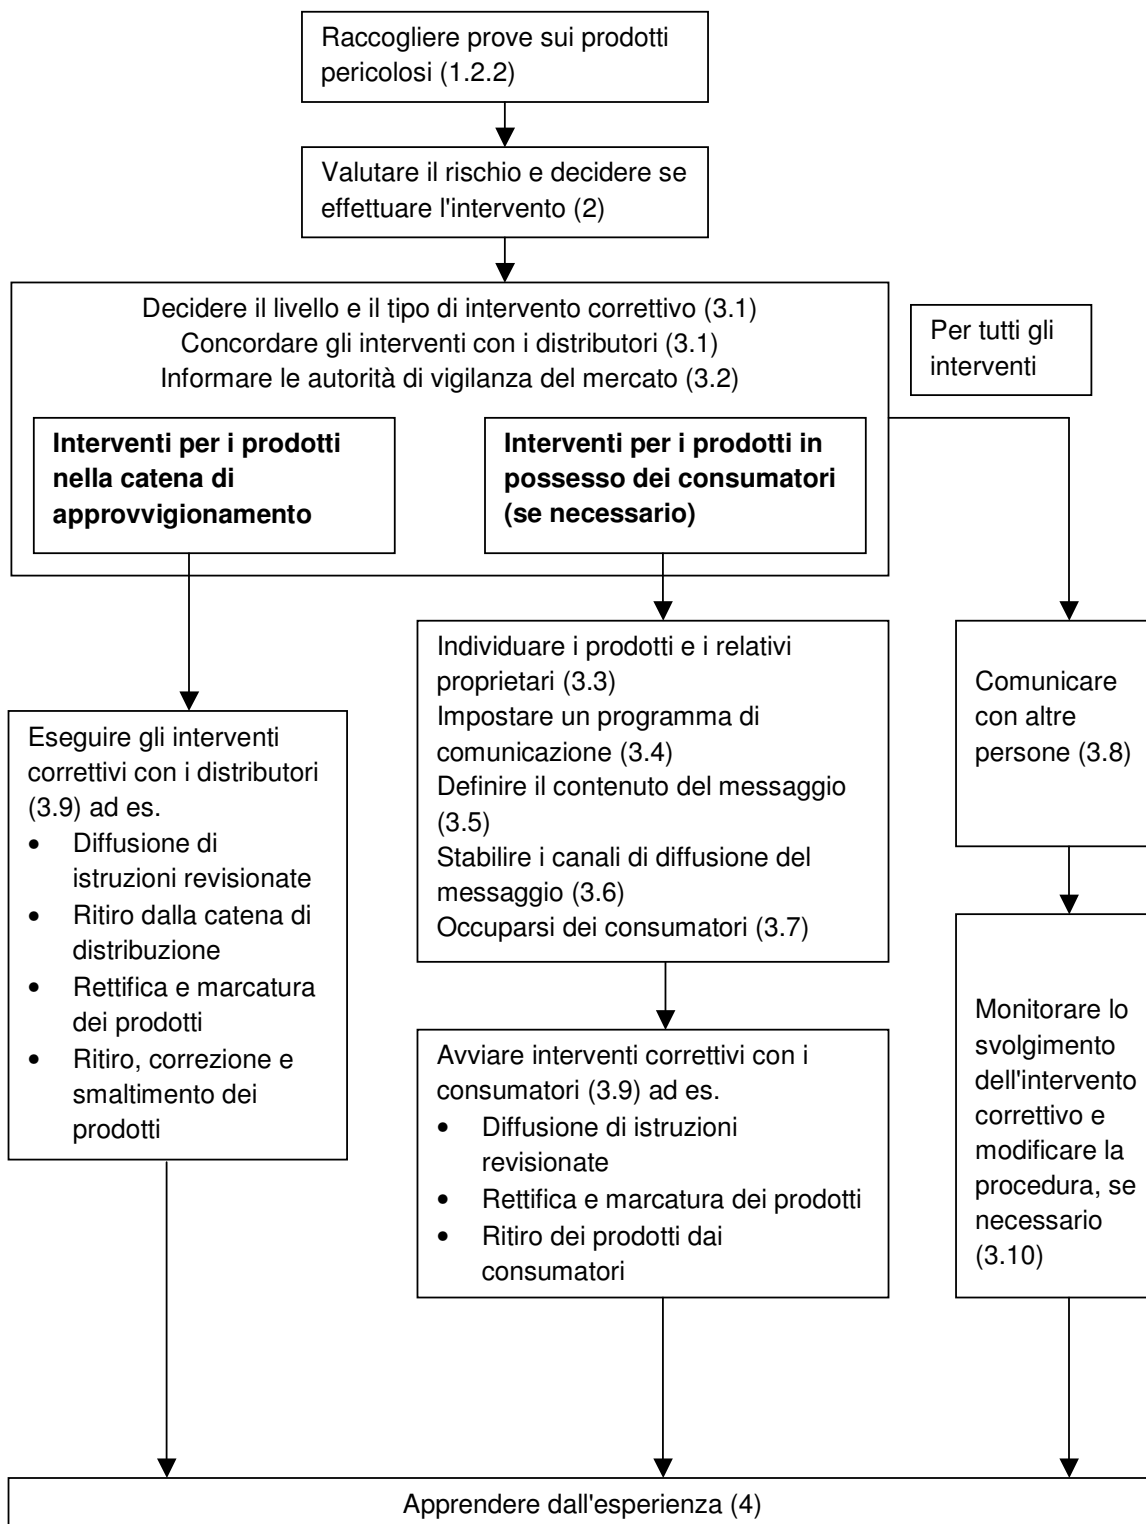 Raccogliere prove sui prodotti
pericolosi (1.2.2)
Valutare il rischio e decidere se
effettuare l'intervento (2)
Decidere il livello e il tipo di intervento correttivo (3.1)
Concordare gli interventi con i distributori (3.1)
Informare le autorità di vigilanza del mercato (3.2)
Per tutti gli
interventi
Interventi per i prodotti
nella catena di
approvvigionamento
Interventi per i prodotti in
possesso dei consumatori
(se necessario)
Eseguire gli interventi
correttivi con i distributori
(3.9) ad es.
• Diffusione di
istruzioni revisionate
• Ritiro dalla catena di
distribuzione
• Rettifica e marcatura
dei prodotti
• Ritiro, correzione e
smaltimento dei
prodotti
Individuare i prodotti e i relativi
proprietari (3.3)
Impostare un programma di
comunicazione (3.4)
Definire il contenuto del messaggio
(3.5)
Stabilire i canali di diffusione del
messaggio (3.6)
Occuparsi dei consumatori (3.7)
Avviare interventi correttivi con i
consumatori (3.9) ad es.
• Diffusione di istruzioni
revisionate
• Rettifica e marcatura dei prodotti
• Ritiro dei prodotti dai
consumatori
Comunicare
con altre
persone (3.8)
Monitorare lo
svolgimento
dell'intervento
correttivo e
modificare la
procedura, se
necessario
(3.10)
Apprendere dall'esperienza (4)